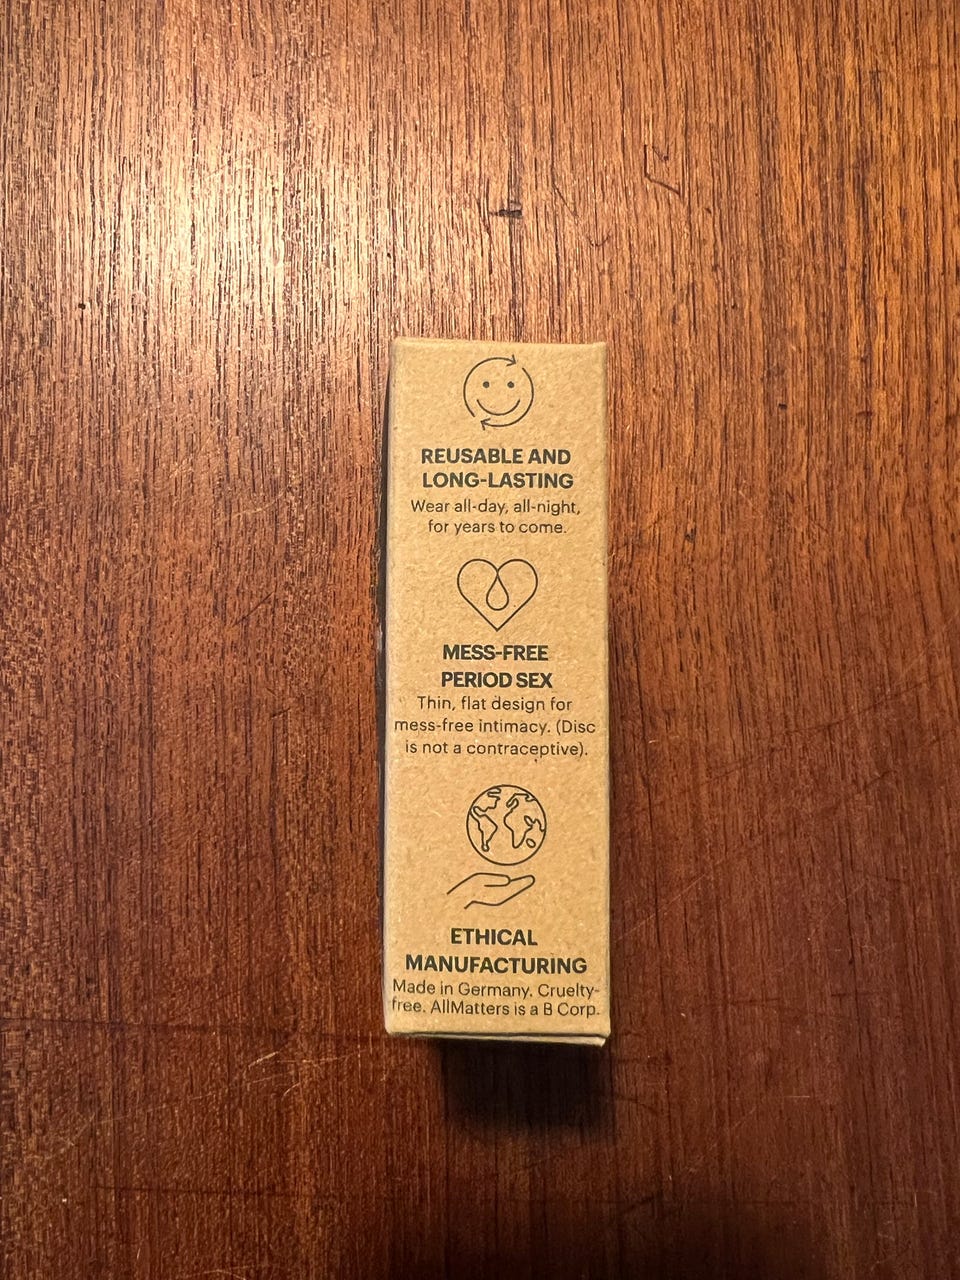 REUSABLE AND
LONG-LASTING
Wear all-day, all-night,
for years to come.
MESS-FREE
PERIOD SEX
Thin, flat design for
mess-free intimacy. (Disc
is not a contraceptive).
ETHICAL
MANUFACTURING
Made in Germany. Cruelty-
free. AllMatters is a B Corp.